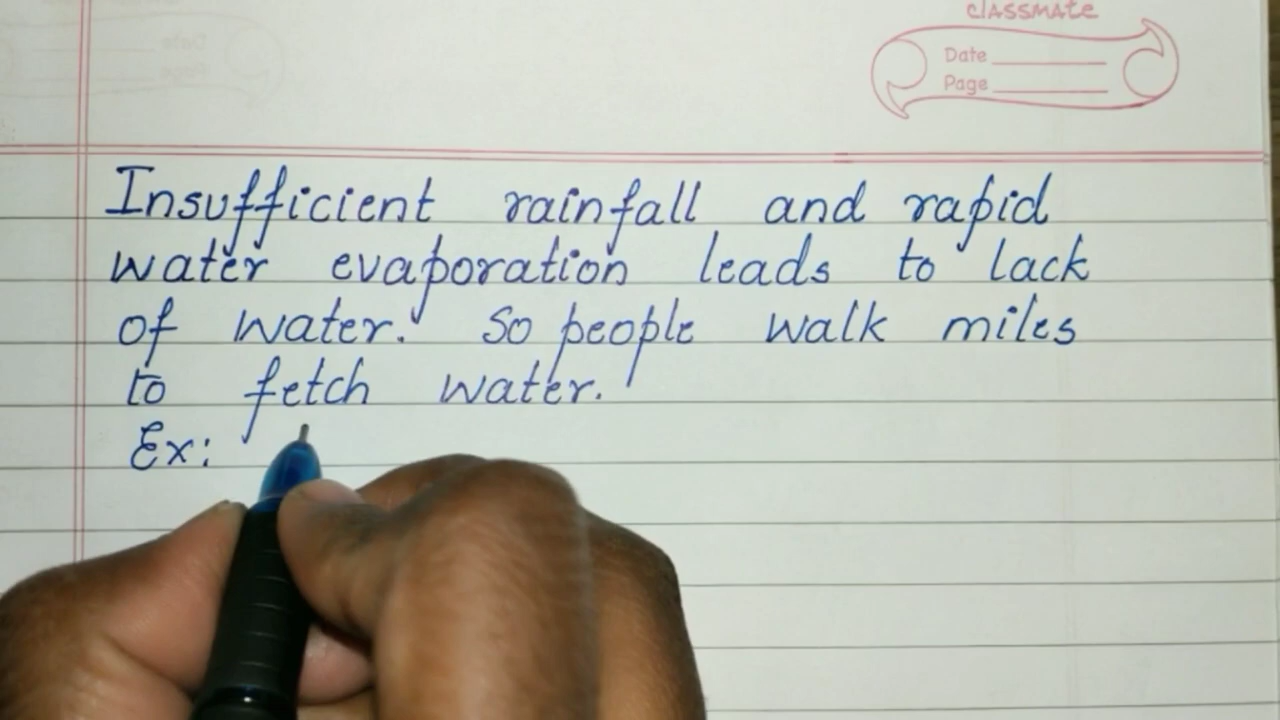 classmate
Date
Page
Insufficient rainfall and rapid
water evaporation leads to lack
of water. So people walk miles
to fetch water.
Ex: